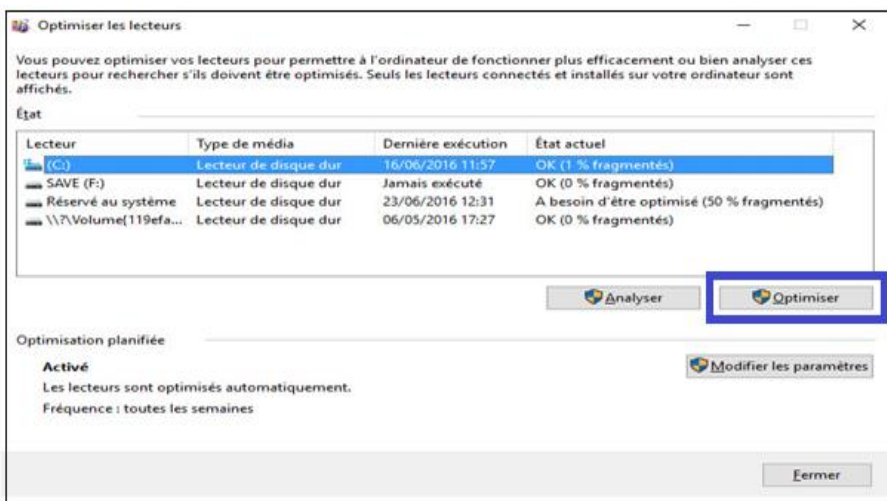 Optimiser les lecteurs
Vous pouvez optimiser vos lecteurs pour permettre à l'ordinateur de fonctionner plus efficacement ou bien analyser ces
lecteurs pour rechercher s'ils doivent être optimisés. Seuls les lecteurs connectés et installés sur votre ordinateur sont
affichés.
État
Lecteur Type de média Dernière exécution État actuel
(C:) Lecteur de disque dur 16/06/2016 11:57 OK (1 % fragmentés)
SAVE (F:) Lecteur de disque dur Jamais exécuté OK (0 % fragmentés)
Réservé au système Lecteur de disque dur 23/06/2016 12:31 A besoin d'être optimisé (50 % fragmentés)
\\?\Volume{119efa... Lecteur de disque dur 06/05/2016 17:27 OK (0 % fragmentés)
Analyser Optimiser
Optimisation planifiée
Activé Modifier les paramètres
Les lecteurs sont optimisés automatiquement.
Fréquence : toutes les semaines
Fermer